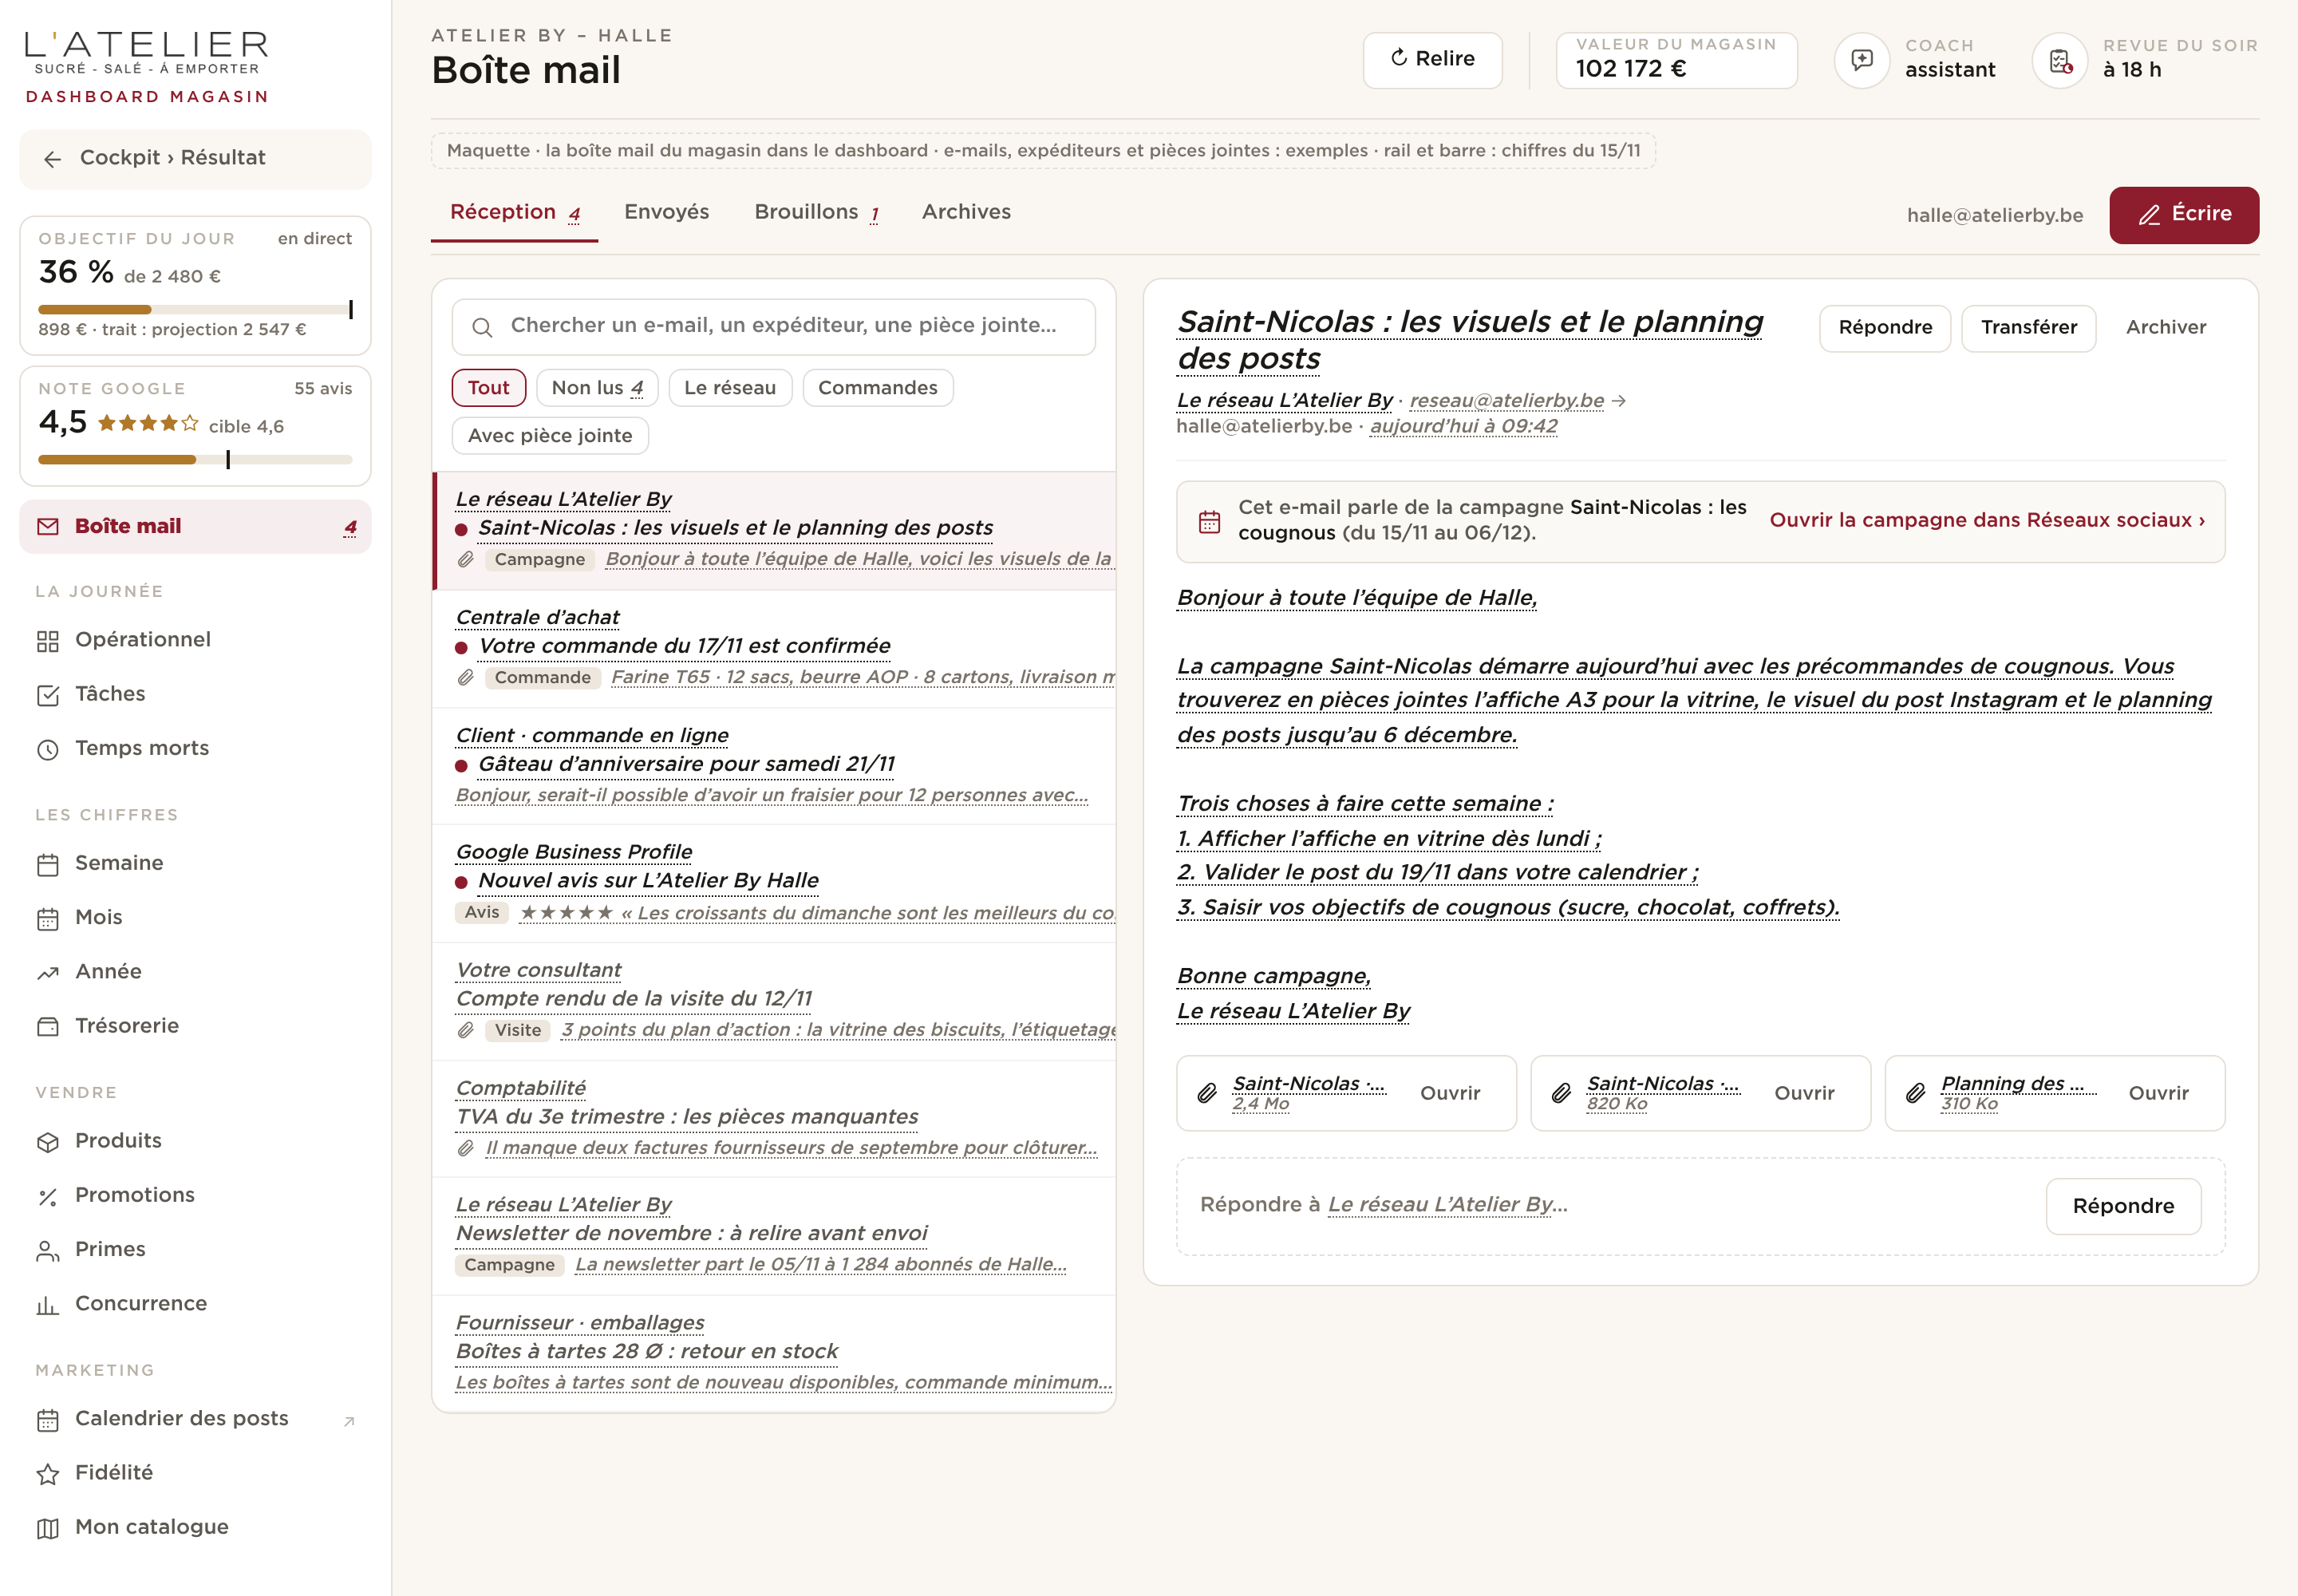 L'ATELIER
SUCRÉ - SALÉ - À EMPORTER
DASHBOARD MAGASIN
Cockpit › Résultat
OBJECTIF DU JOUR en direct
36 % de 2 480 €
898 € · trait : projection 2 547 €
NOTE GOOGLE 55 avis
4,5 ★★★★☆ cible 4,6
Boîte mail 4
LA JOURNÉE
Opérationnel
Tâches
Temps morts
LES CHIFFRES
Semaine
Mois
Année
Trésorerie
VENDRE
Produits
Promotions
Primes
Concurrence
MARKETING
Calendrier des posts
Fidélité
Mon catalogue
ATELIER BY – HALLE
Boîte mail
Relire
VALEUR DU MAGASIN
102 172 €
COACH
assistant
REVUE DU SOIR
à 18 h
Maquette · la boîte mail du magasin dans le dashboard · e-mails, expéditeurs et pièces jointes : exemples · rail et barre : chiffres du 15/11
Réception 4 Envoyés Brouillons 1 Archives
halle@atelierby.be
Écrire
Chercher un e-mail, un expéditeur, une pièce jointe...
Tout Non lus 4 Le réseau Commandes
Avec pièce jointe
Le réseau L’Atelier By
Saint-Nicolas : les visuels et le planning des posts
Campagne Bonjour à toute l’équipe de Halle, voici les visuels de la
Centrale d’achat
Votre commande du 17/11 est confirmée
Commande Farine T65 · 12 sacs, beurre AOP · 8 cartons, livraison m
Client · commande en ligne
Gâteau d’anniversaire pour samedi 21/11
Bonjour, serait-il possible d’avoir un fraisier pour 12 personnes avec...
Google Business Profile
Nouvel avis sur L’Atelier By Halle
Avis ★★★★★ « Les croissants du dimanche sont les meilleurs du co
Votre consultant
Compte rendu de la visite du 12/11
Visite 3 points du plan d’action : la vitrine des biscuits, l’étiquetage
Comptabilité
TVA du 3e trimestre : les pièces manquantes
Il manque deux factures fournisseurs de septembre pour clôturer...
Le réseau L’Atelier By
Newsletter de novembre : à relire avant envoi
Campagne La newsletter part le 05/11 à 1 284 abonnés de Halle...
Fournisseur · emballages
Boîtes à tartes 28 Ø : retour en stock
Les boîtes à tartes sont de nouveau disponibles, commande minimum...
Saint-Nicolas : les visuels et le planning
des posts
Répondre Transférer Archiver
Le réseau L’Atelier By · reseau@atelierby.be →
halle@atelierby.be · aujourd’hui à 09:42
Cet e-mail parle de la campagne Saint-Nicolas : les
cougnous (du 15/11 au 06/12).
Ouvrir la campagne dans Réseaux sociaux ›
Bonjour à toute l’équipe de Halle,
La campagne Saint-Nicolas démarre aujourd’hui avec les précommandes de cougnous. Vous
trouverez en pièces jointes l’affiche A3 pour la vitrine, le visuel du post Instagram et le planning
des posts jusqu’au 6 décembre.
Trois choses à faire cette semaine :
1. Afficher l’affiche en vitrine dès lundi ;
2. Valider le post du 19/11 dans votre calendrier ;
3. Saisir vos objectifs de cougnous (sucre, chocolat, coffrets).
Bonne campagne,
Le réseau L’Atelier By
Saint-Nicolas ·...
2,4 Mo
Ouvrir
Saint-Nicolas ·...
820 Ko
Ouvrir
Planning des ...
310 Ko
Ouvrir
Répondre à Le réseau L’Atelier By...
Répondre